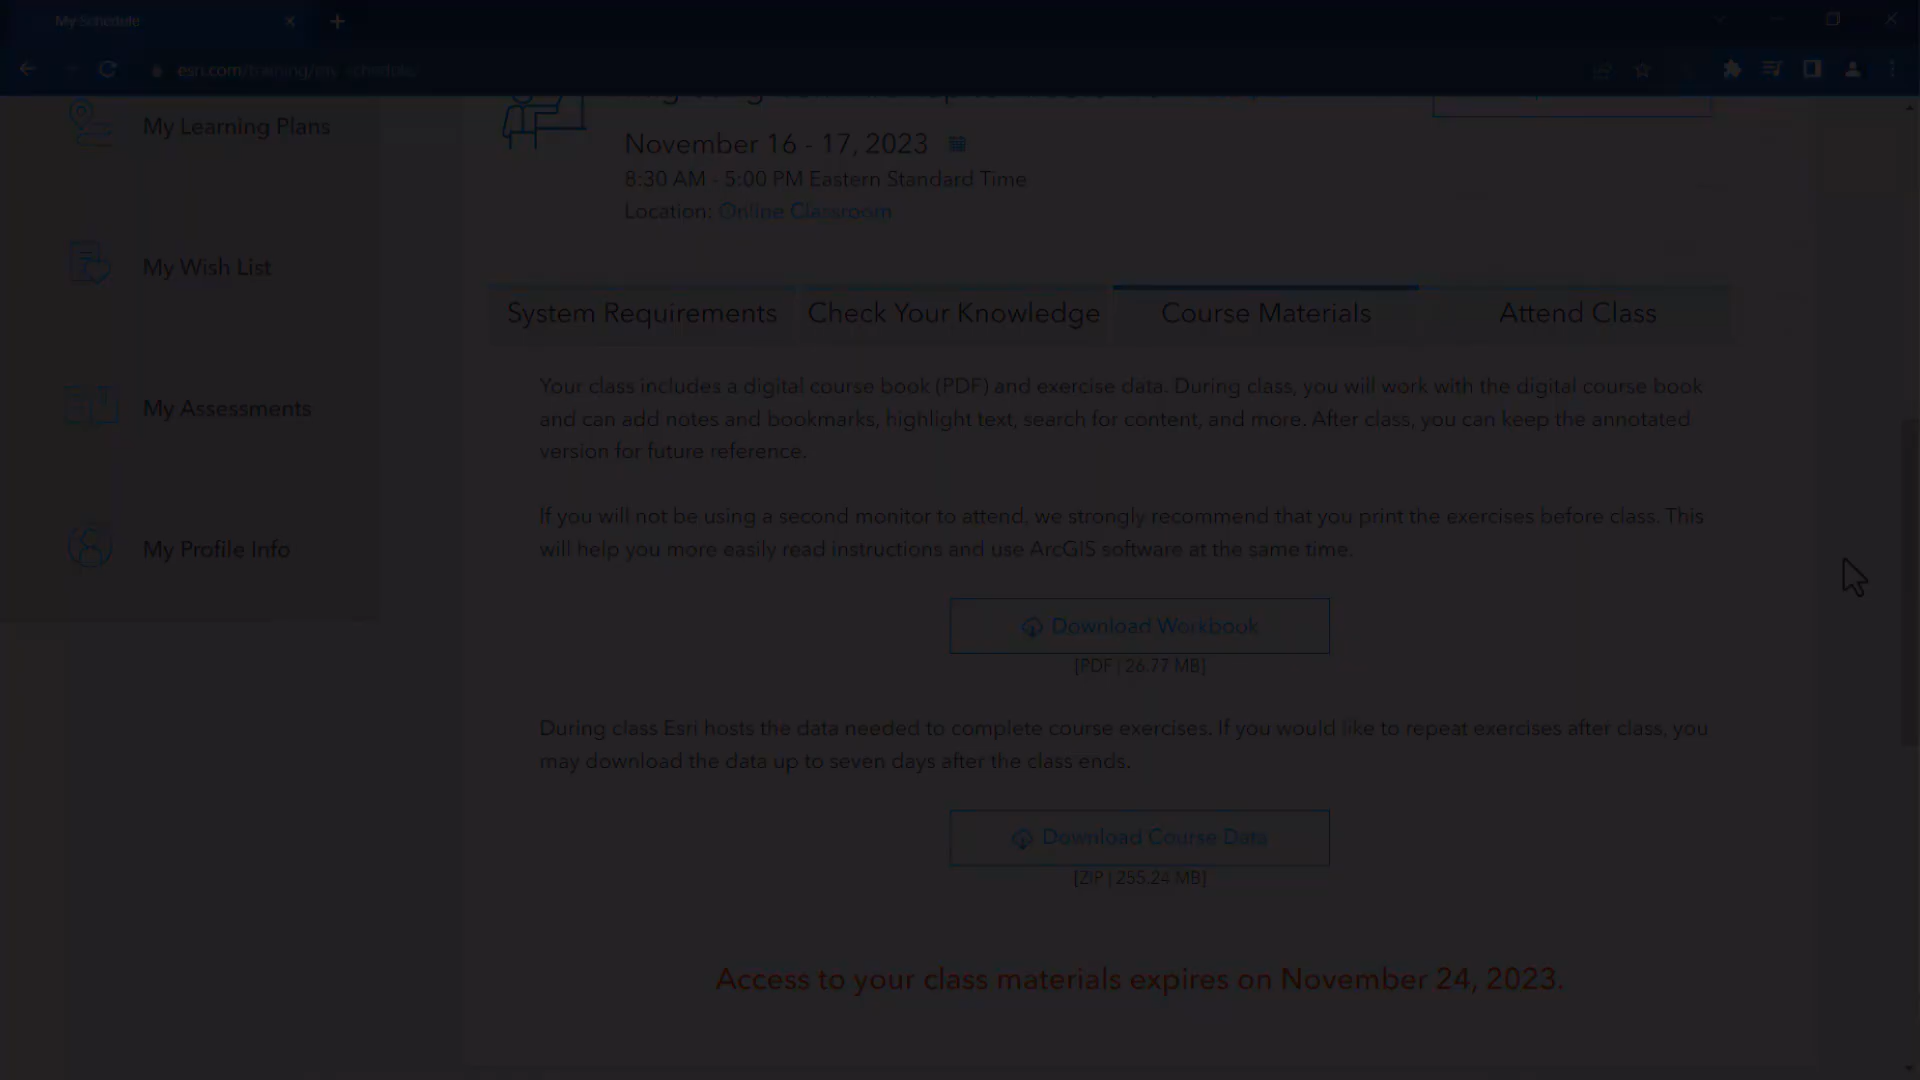 My Schedule
esri.com/training/my-schedule/
My Learning Plans
November 16 - 17, 2023
8:30 AM - 5:00 PM Eastern Standard Time
Location: Online Classroom
My Wish List
System Requirements
Check Your Knowledge
Course Materials
Attend Class
Your class includes a digital course book (PDF) and exercise data. During class, you will work with the digital course book
and can add notes and bookmarks, highlight text, search for content, and more. After class, you can keep the annotated
version for future reference.
My Assessments
If you will not be using a second monitor to attend, we strongly recommend that you print the exercises before class. This
will help you more easily read instructions and use ArcGIS software at the same time.
My Profile Info
Download Workbook
[PDF | 26.77 MB]
During class Esri hosts the data needed to complete course exercises. If you would like to repeat exercises after class, you
may download the data up to seven days after the class ends.
Download Course Data
[ZIP | 255.24 MB]
Access to your class materials expires on November 24, 2023.